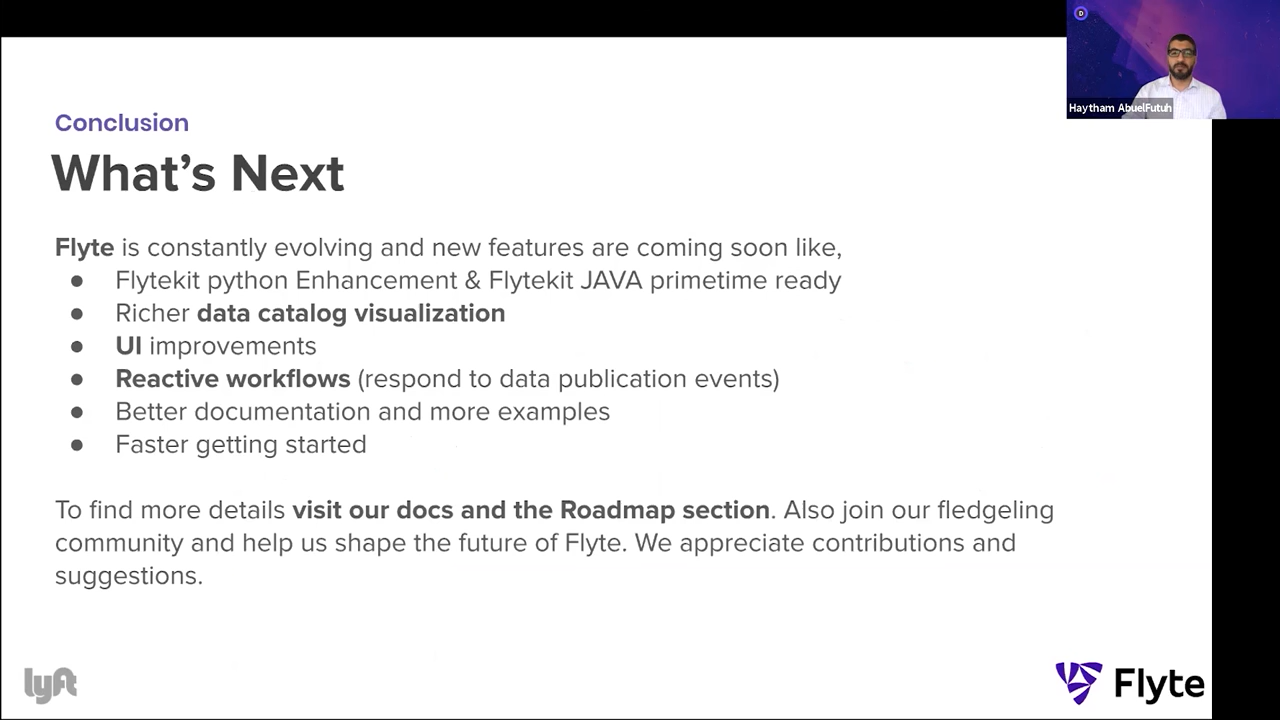 D
Haytham AbuelFutuh
Conclusion
What's Next
Flyte is constantly evolving and new features are coming soon like,
● Flytekit python Enhancement & Flytekit JAVA primetime ready
● Richer data catalog visualization
● UI improvements
● Reactive workflows (respond to data publication events)
● Better documentation and more examples
● Faster getting started
To find more details visit our docs and the Roadmap section. Also join our fledgeling
community and help us shape the future of Flyte. We appreciate contributions and
suggestions.
lyft
Flyte